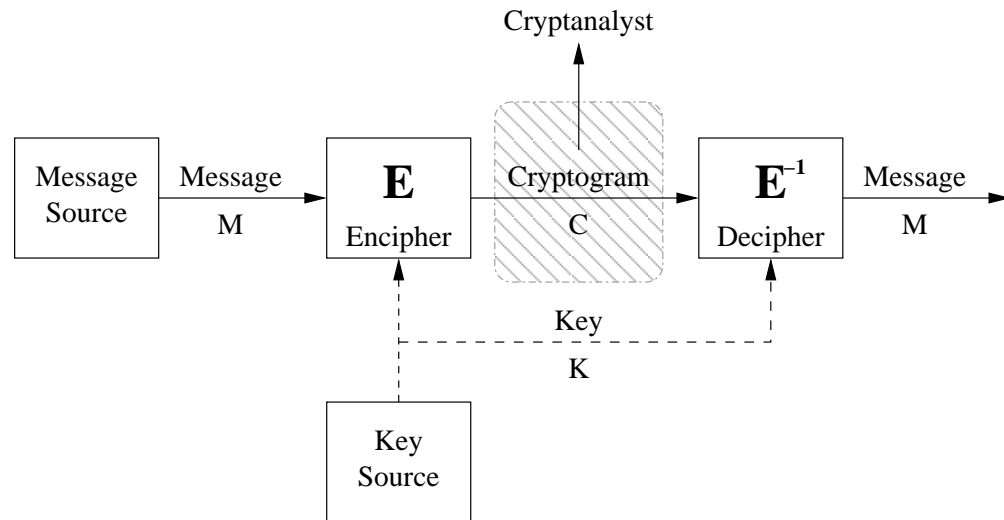 Cryptanalyst
Message
Source
Message
M
E
Encipher
Cryptogram
C
E⁻¹
Decipher
Message
M
Key
K
Key
Source